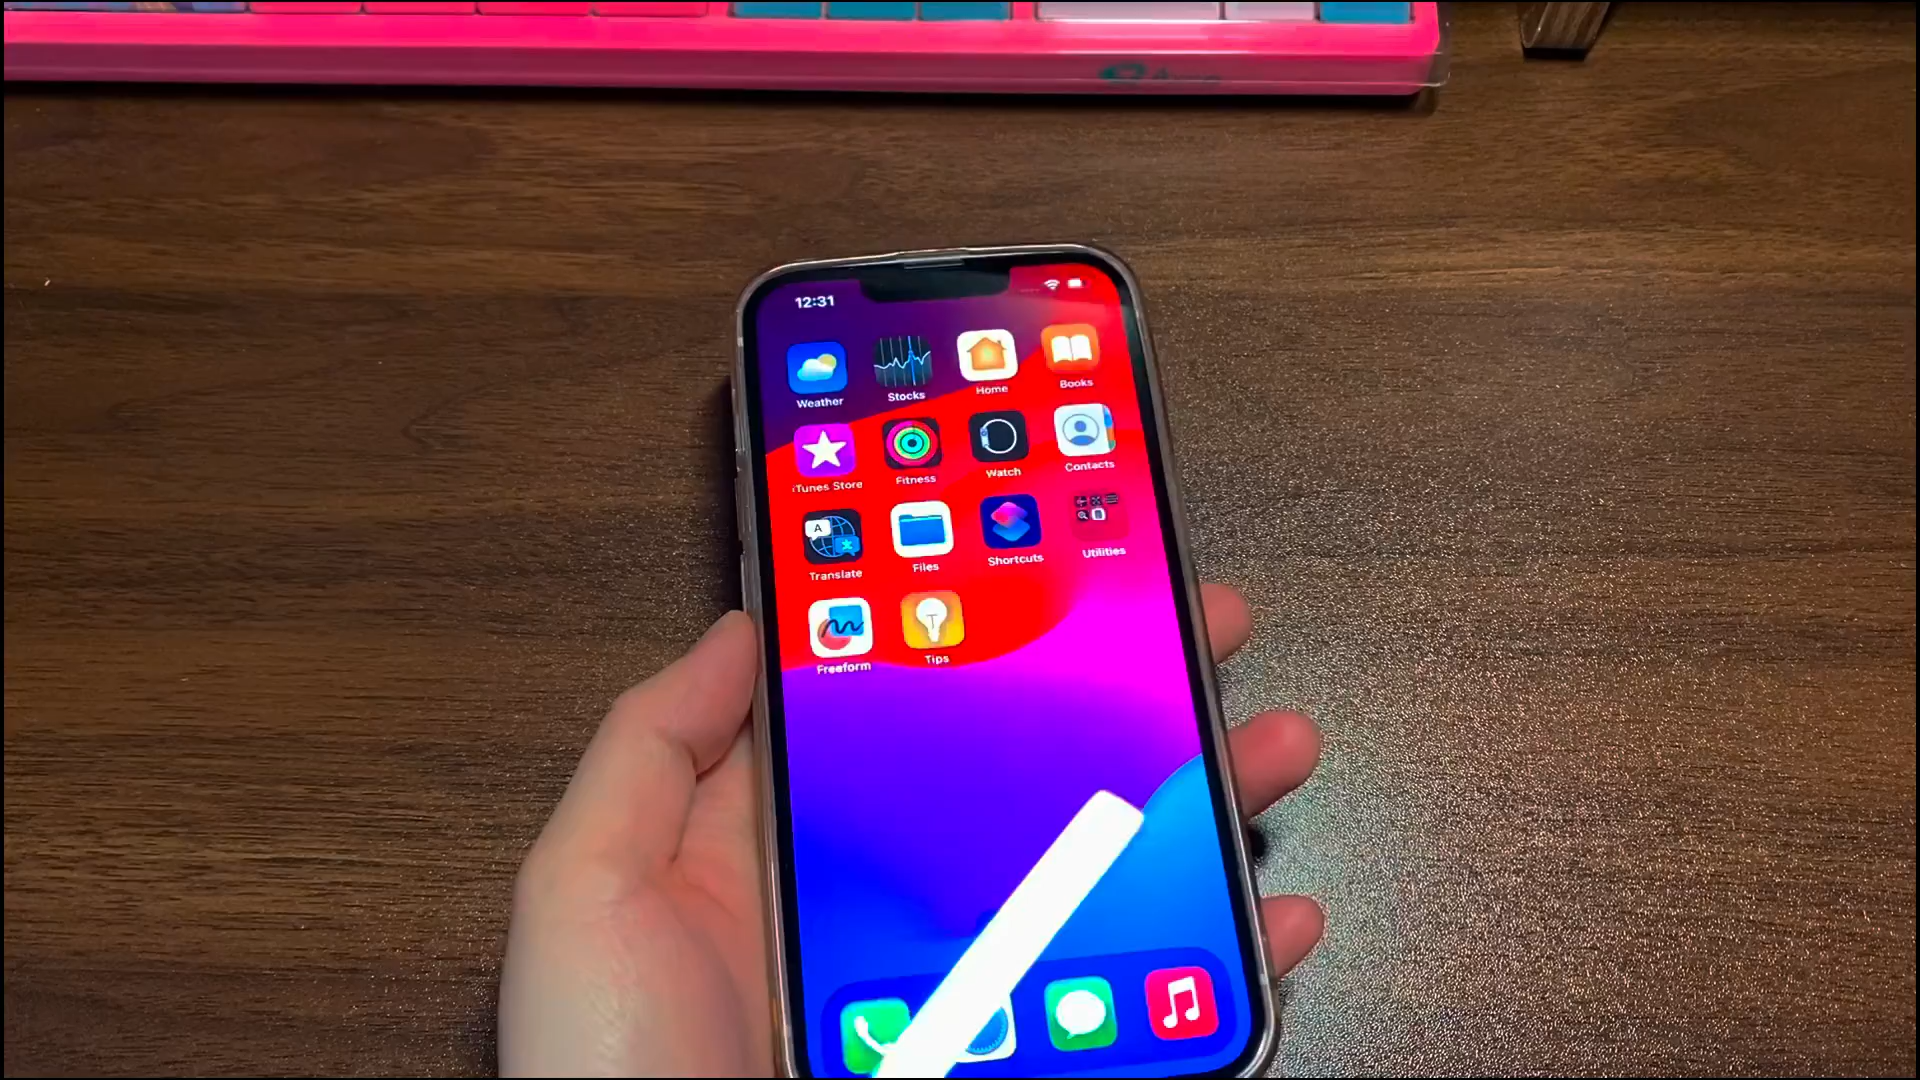 12:31
Weather Stocks Home Books
iTunes Store Fitness Watch Contacts
A
Translate Files Shortcuts Utilities
Freeform Tips